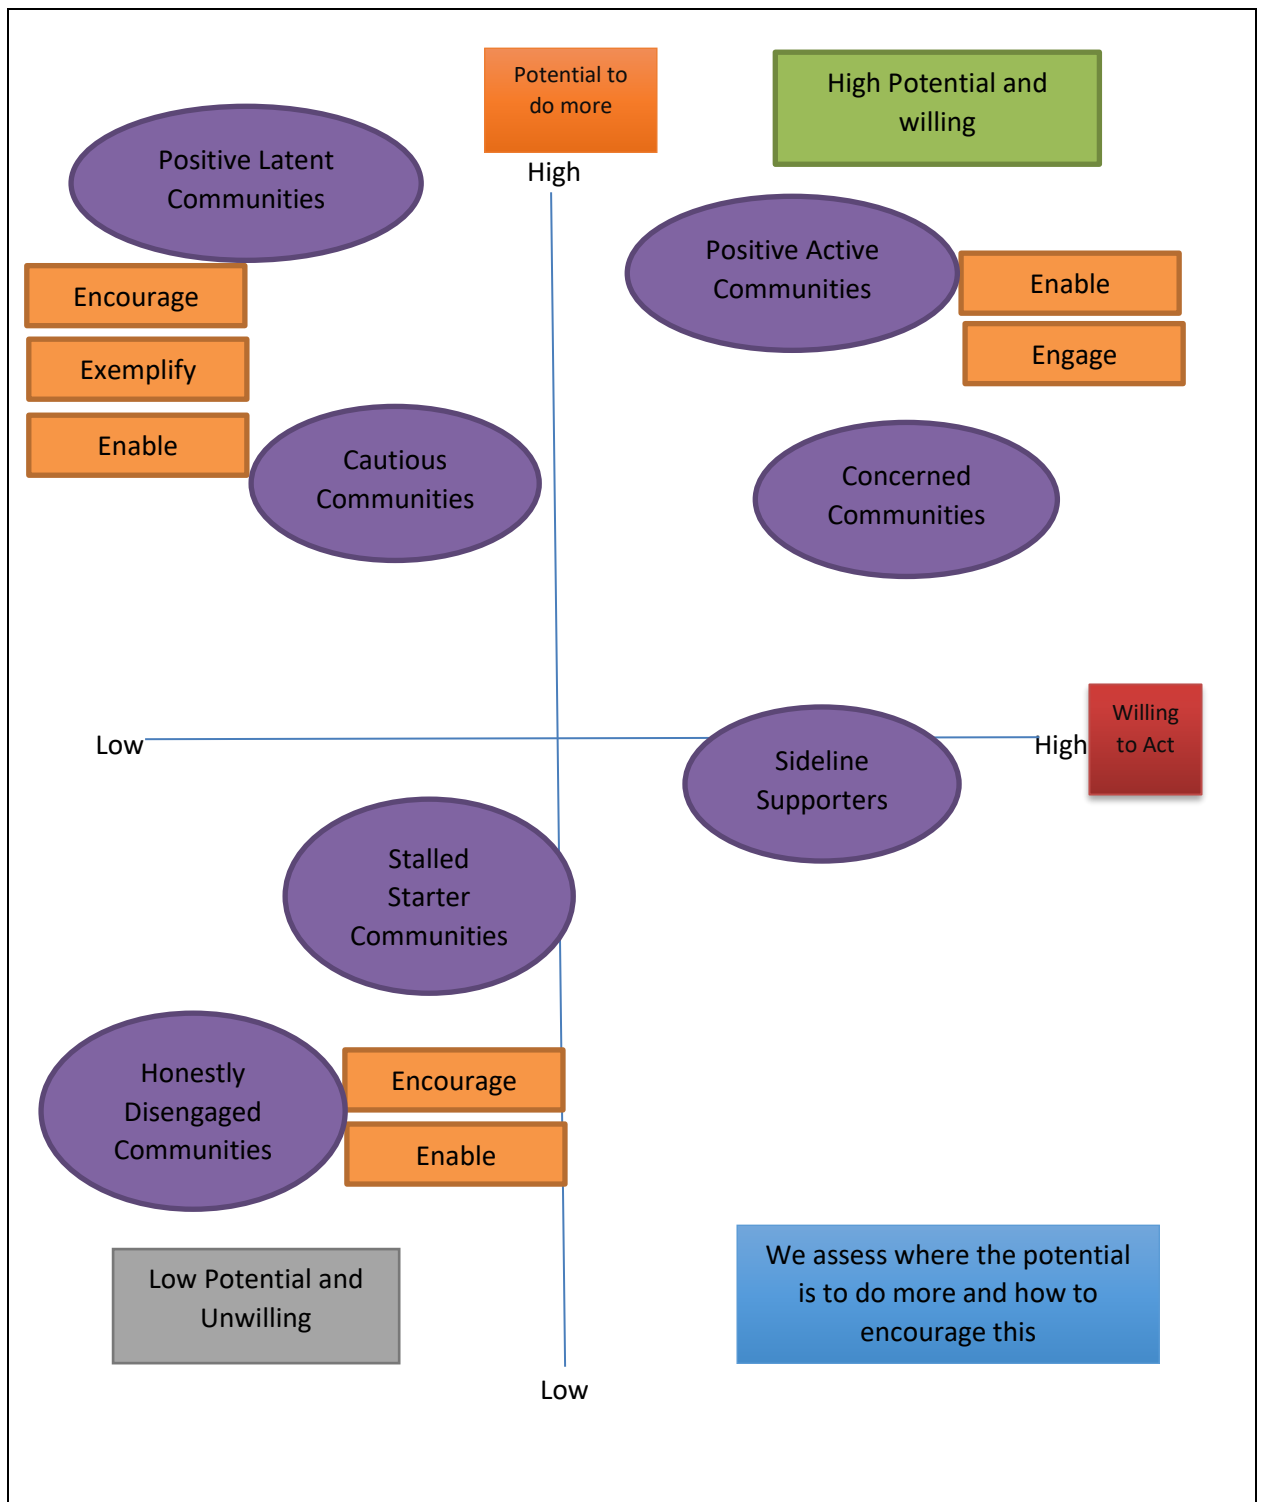 Potential to
do more
High Potential and
willing
High
Positive Latent
Communities
Positive Active
Communities
Encourage
Exemplify
Enable
Enable
Engage
Cautious
Communities
Concerned
Communities
Low
High
Willing
to Act
Sideline
Supporters
Stalled
Starter
Communities
Honestly
Disengaged
Communities
Encourage
Enable
Low Potential and
Unwilling
We assess where the potential
is to do more and how to
encourage this
Low